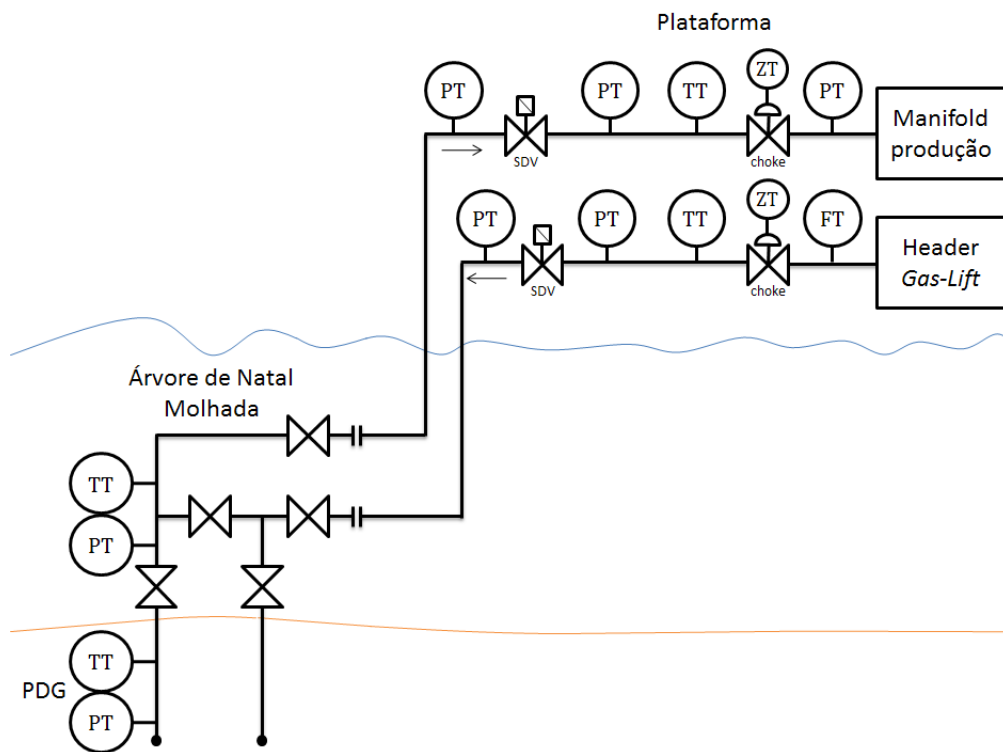 Plataforma
ZT
PT
PT
TT
PT
Manifold
produção
SDV
choke
ZT
PT
PT
TT
FT
Header
Gas-Lift
SDV
choke
Árvore de Natal
Molhada
TT
PT
TT
PDG
PT